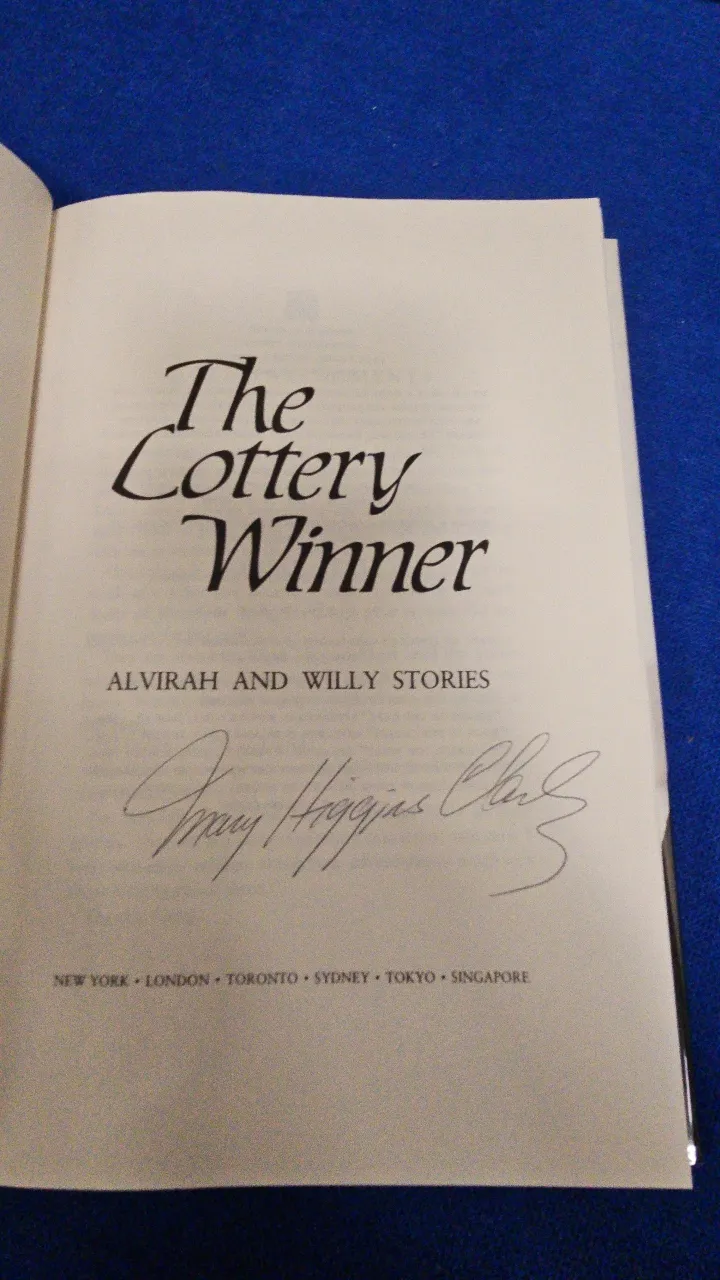 The
Lottery
Winner
ALVIRAH AND WILLY STORIES
Mary Higgins Clark
NEW YORK • LONDON • TORONTO • SYDNEY • TOKYO • SINGAPORE